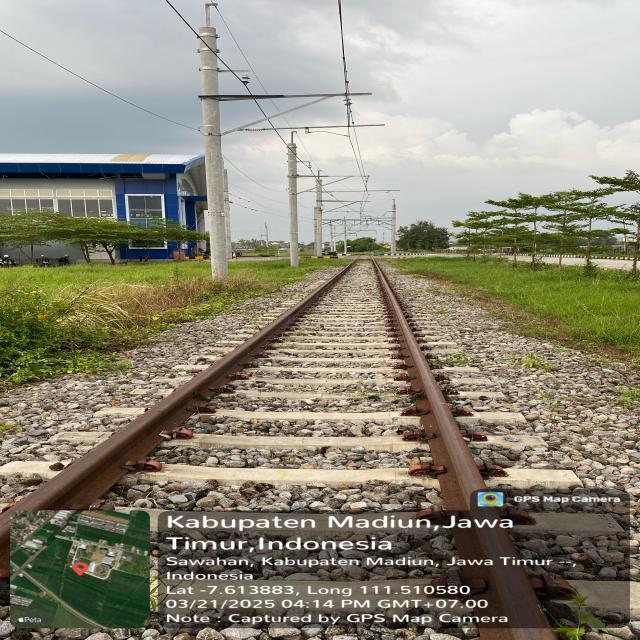 GPS Map Camera
Kabupaten Madiun,Jawa
Timur,Indonesia
Sawahan, Kabupaten Madiun, Jawa Timur --,
Indonesia
Lat -7.613883, Long 111.510580
03/21/2025 04:14 PM GMT+07.00
Note : Captured by GPS Map Camera
Peta